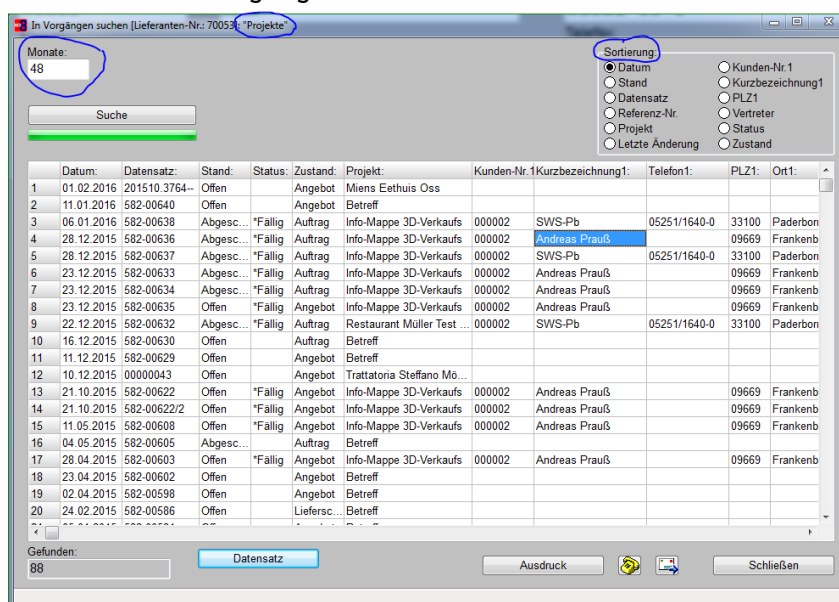 In Vorgängen suchen [Lieferanten-Nr.: 70053]: "Projekte"
Monate:
48
Suche
Sortierung:
Datum
Stand
Datensatz
Referenz-Nr.
Projekt
Letzte Änderung
Kunden-Nr.1
Kurzbezeichnung1
PLZ1
Vertreter
Status
Zustand
Datum: Datensatz: Stand: Status: Zustand: Projekt: Kunden-Nr.1 Kurzbezeichnung1: Telefon1: PLZ1: Ort1:
1 01.02.2016 201510.3764-- Offen Angebot Miens Eethuis Oss
2 11.01.2016 582-00640 Offen Angebot Betreff
3 06.01.2016 582-00638 Abgesc... *Fällig Auftrag Info-Mappe 3D-Verkaufs 000002 SWS-Pb 05251/1640-0 33100 Paderborn
4 28.12.2015 582-00636 Abgesc... *Fällig Auftrag Info-Mappe 3D-Verkaufs 000002 Andreas Prauß 09669 Frankenb
5 28.12.2015 582-00637 Abgesc... *Fällig Auftrag Info-Mappe 3D-Verkaufs 000002 SWS-Pb 05251/1640-0 33100 Paderborn
6 23.12.2015 582-00633 Abgesc... *Fällig Auftrag Info-Mappe 3D-Verkaufs 000002 Andreas Prauß 09669 Frankenb
7 23.12.2015 582-00634 Abgesc... *Fällig Auftrag Info-Mappe 3D-Verkaufs 000002 Andreas Prauß 09669 Frankenb
8 23.12.2015 582-00635 Offen *Fällig Angebot Info-Mappe 3D-Verkaufs 000002 Andreas Prauß 09669 Frankenb
9 22.12.2015 582-00632 Abgesc... *Fällig Auftrag Restaurant Müller Test ... 000002 SWS-Pb 05251/1640-0 33100 Paderborn
10 16.12.2015 582-00630 Offen Auftrag Betreff
11 11.12.2015 582-00629 Offen Angebot Betreff
12 10.12.2015 00000043 Offen Angebot Trattatoria Steffano Mö...
13 21.10.2015 582-00622 Offen *Fällig Angebot Info-Mappe 3D-Verkaufs 000002 Andreas Prauß 09669 Frankenb
14 21.10.2015 582-00622/2 Offen *Fällig Angebot Info-Mappe 3D-Verkaufs 000002 Andreas Prauß 09669 Frankenb
15 11.05.2015 582-00608 Offen *Fällig Angebot Info-Mappe 3D-Verkaufs 000002 Andreas Prauß 09669 Frankenb
16 04.05.2015 582-00605 Abgesc... Auftrag Betreff
17 28.04.2015 582-00603 Offen *Fällig Angebot Info-Mappe 3D-Verkaufs 000002 Andreas Prauß 09669 Frankenb
18 23.04.2015 582-00602 Offen Angebot Betreff
19 02.04.2015 582-00598 Offen Angebot Betreff
20 24.02.2015 582-00586 Offen Liefersc... Betreff
Gefunden:
88
Datensatz
Ausdruck
Schließen